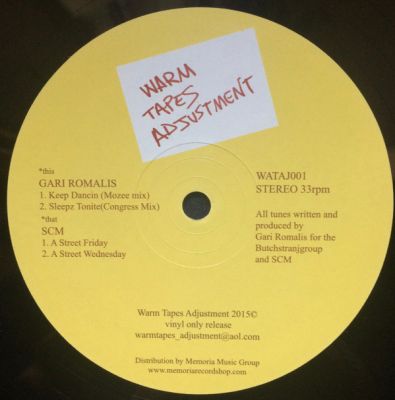 WARM
TAPES
ADJUSTMENT
*this
GARI ROMALIS
1. Keep Dancin (Mozee mix)
2. Sleepz Tonite(Congress Mix)
*that
SCM
1. A Street Friday
2. A Street Wednesday
WATAJ001
STEREO 33rpm
All tunes written and
produced by
Gari Romalis for the
Butchstranjgroup
and SCM
Warm Tapes Adjustment 2015©
vinyl only release
warmtapes_adjustment@aol.com
Distribution by Memoria Music Group
www.memoriarecordshop.com